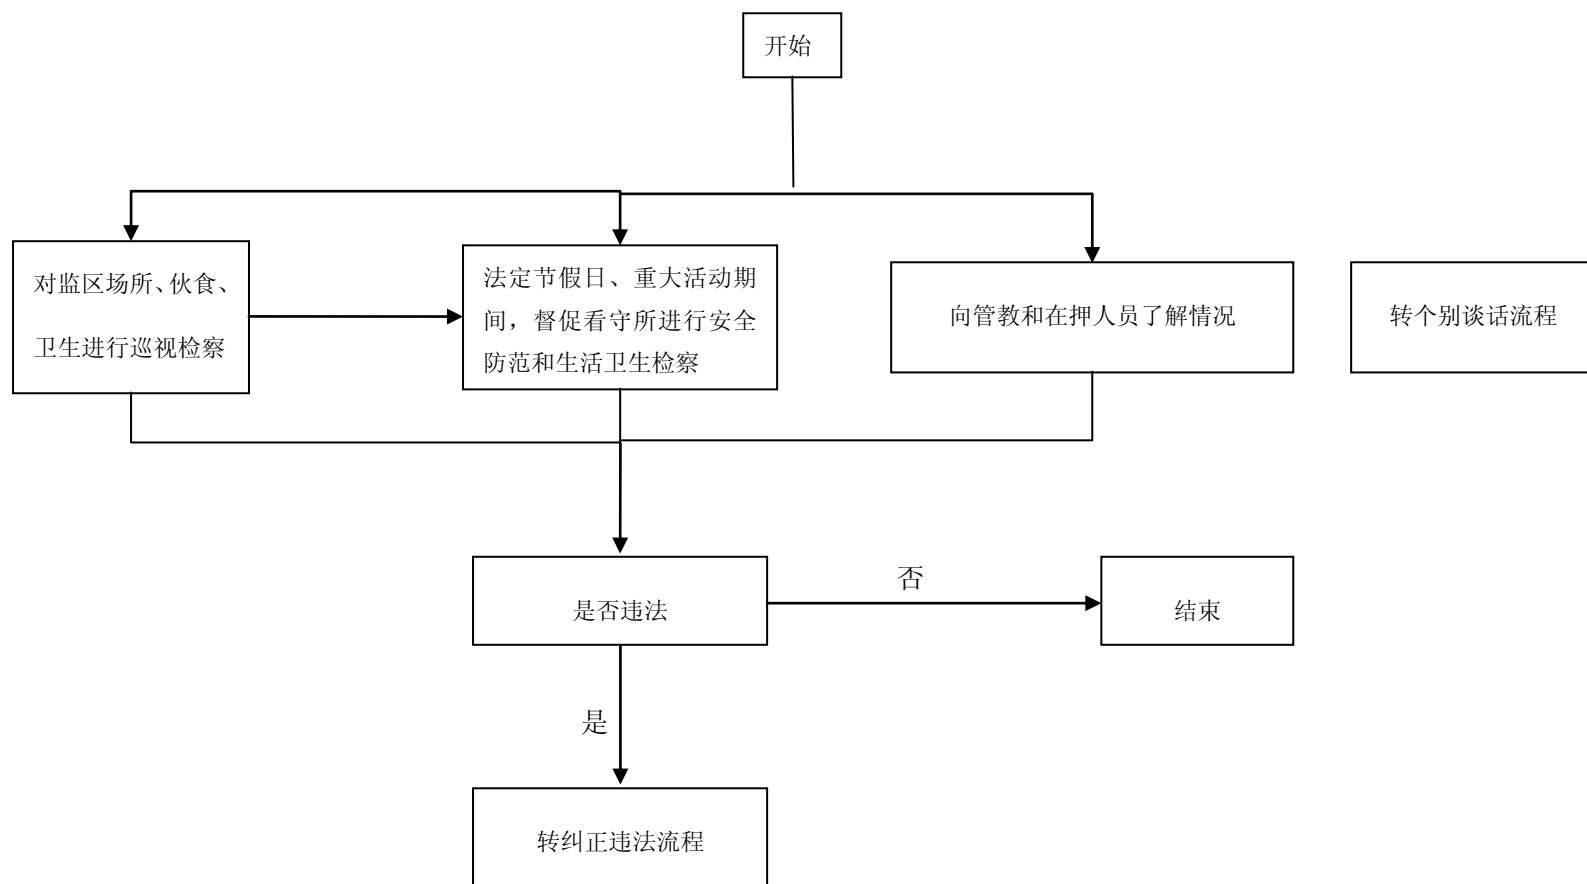 开始
对监区场所、伙食、
卫生进行巡视检察
法定节假日、重大活动期
间，督促看守所进行安全
防范和生活卫生检察
向管教和在押人员了解情况
转个别谈话流程
是否违法
否
结束
是
转纠正违法流程